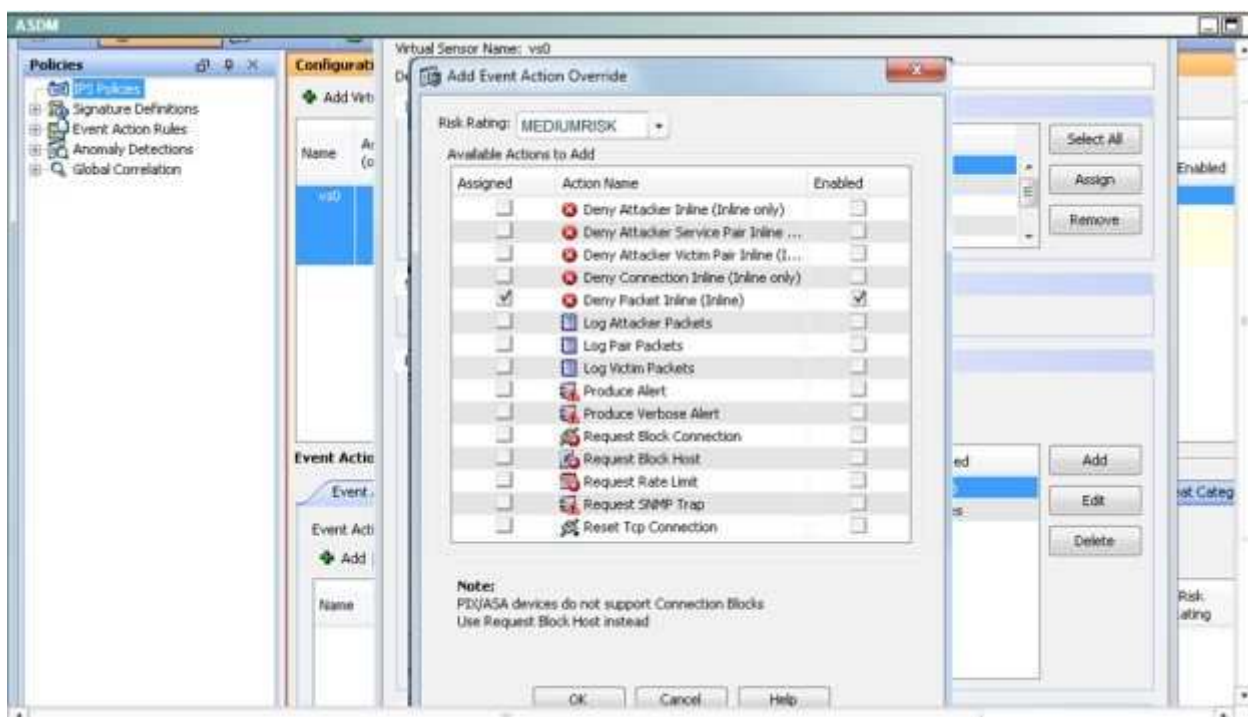 ASDM
Virtual Sensor Name: vs0
Policies
IPS Policies
Signature Definitions
Event Action Rules
Anomaly Detections
Global Correlation
Configurati
Add Virt
Name
vs0
Event Actio
Event
Event Acti
Add
Name
Add Event Action Override
Risk Rating: MEDIUMRISK
Available Actions to Add
Assigned Action Name Enabled
Deny Attacker Inline (Inline only)
Deny Attacker Service Pair Inline ...
Deny Attacker Victim Pair Inline (I...
Deny Connection Inline (Inline only)
Deny Packet Inline (Inline)
Log Attacker Packets
Log Pair Packets
Log Victim Packets
Produce Alert
Produce Verbose Alert
Request Block Connection
Request Block Host
Request Rate Limit
Request SNMP Trap
Reset Tcp Connection
Note:
PIX/ASA devices do not support Connection Blocks
Use Request Block Host instead
OK Cancel Help
Select All
Assign
Remove
ed
es
Add
Edit
Delete
Enabled
eat Categ
Risk
Rating